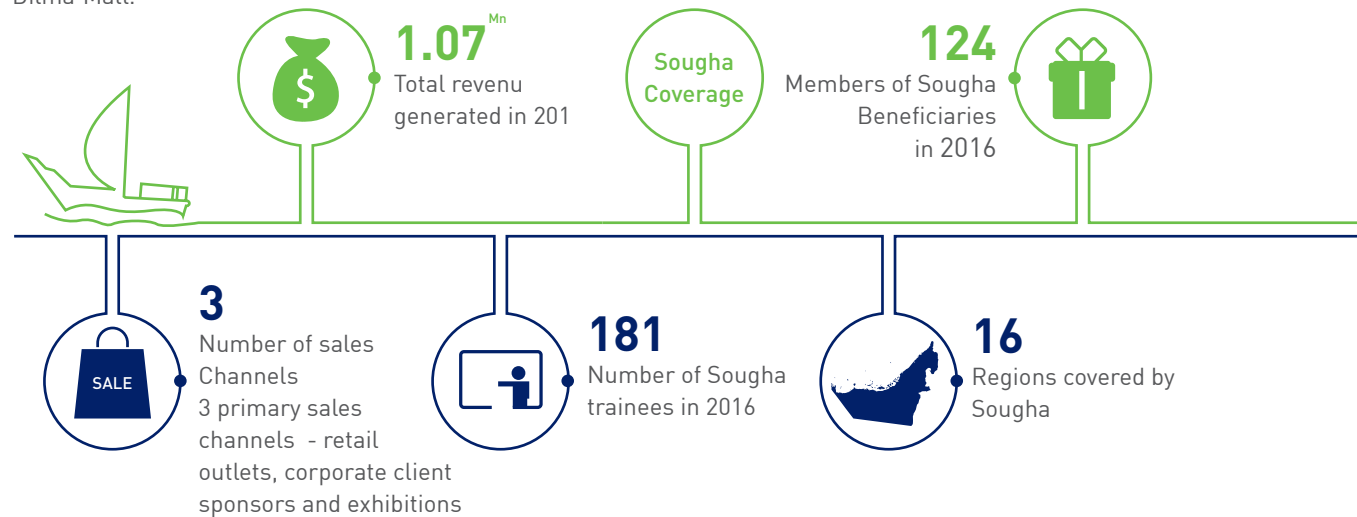 1.07 Mn
Total revenu
generated in 201
Sougha
Coverage
124
Members of Sougha
Beneficiaries
in 2016
$
3
Number of sales
Channels
3 primary sales
channels - retail
outlets, corporate client
sponsors and exhibitions
SALE
181
Number of Sougha
trainees in 2016
16
Regions covered by
Sougha